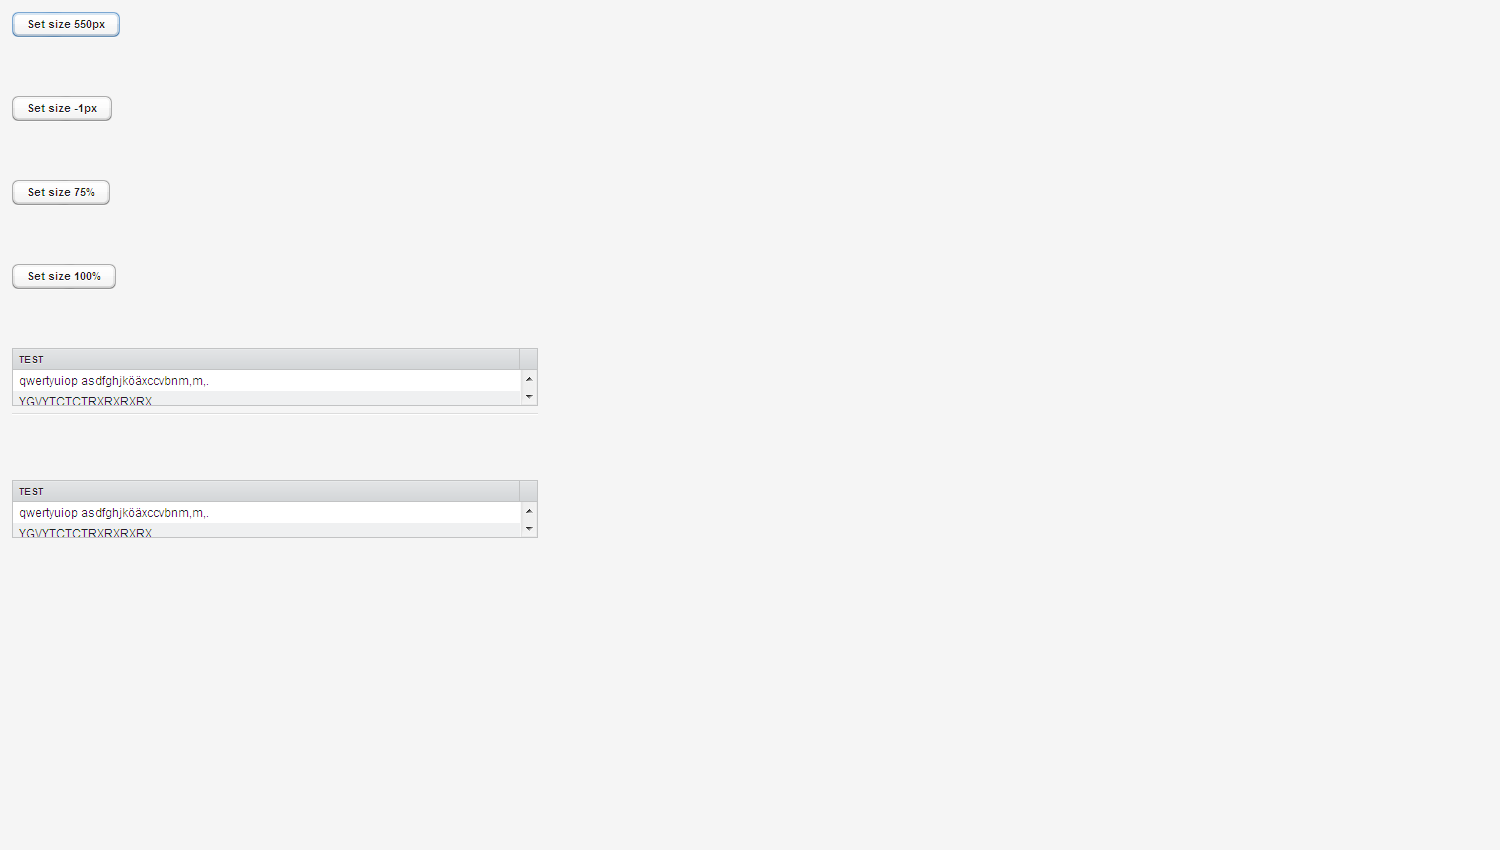 Set size 550px
Set size -1px
Set size 75%
Set size 100%
TEST
qwertyuiop asdfghjköäxccvbnm,m,.
YGVYTCTCTRXRXRXRX
TEST
qwertyuiop asdfghjköäxccvbnm,m,.
YGVYTCTCTRXRXRXRX